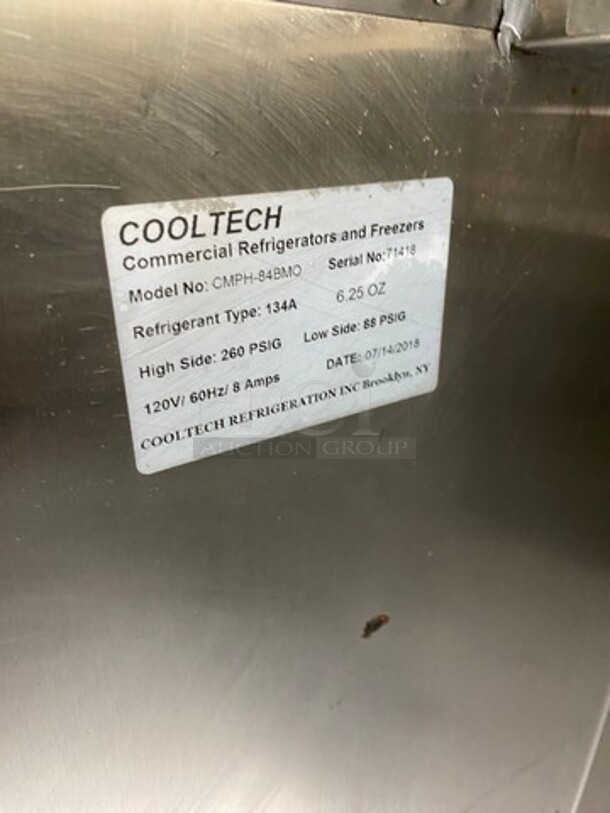 COOLTECH
Commercial Refrigerators and Freezers
Model No: CMPH-84BMO Serial No:71418
Refrigerant Type: 134A 6.25 OZ
High Side: 260 PSIG Low Side: 88 PSIG
120V/ 60Hz/ 8 Amps DATE: 07/14/2018
COOLTECH REFRIGERATION INC Brooklyn, NY
AUCTION GROUP